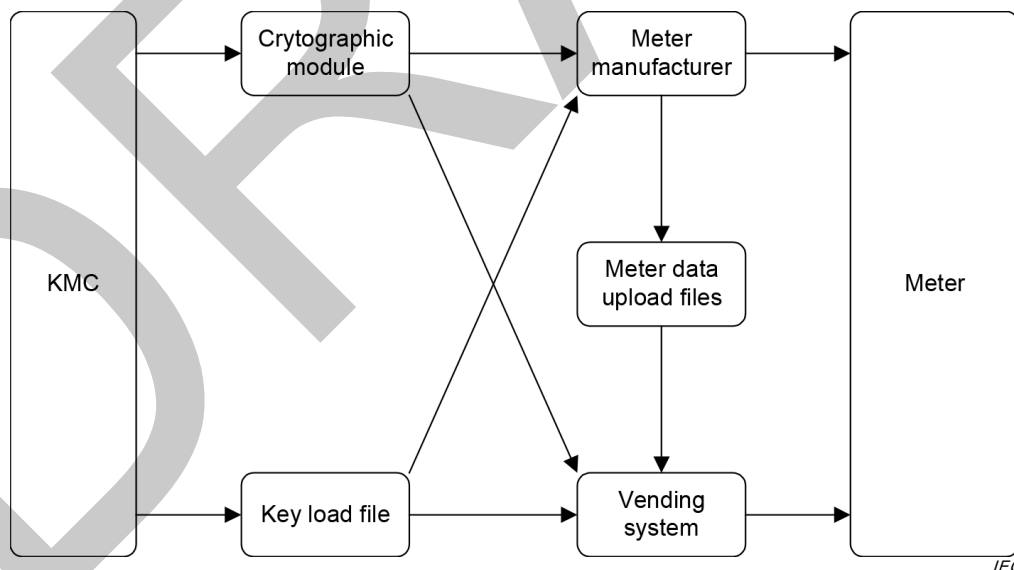 Crytographic
module
Meter
manufacturer
KMC
Meter data
upload files
Meter
Key load file
Vending
system